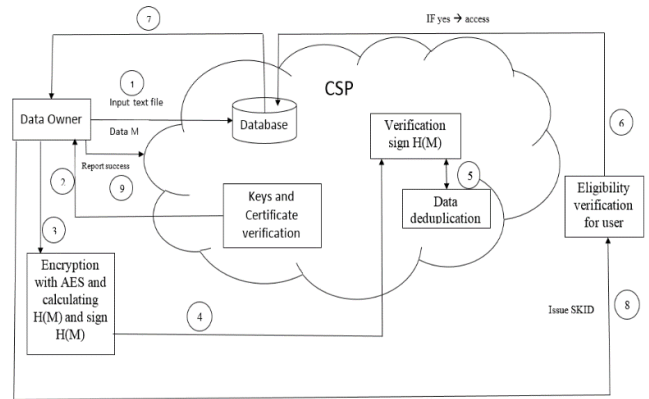 7
IF yes → access
CSP
1
Input text file
Data Owner
Data M
Database
Verification
sign H(M)
6
Report success
2
9
5
Keys and
Certificate
verification
Data
deduplication
Eligibility
verification
for user
3
Encryption
with AES and
calculating
H(M) and sign
H(M)
4
Issue SKID
8